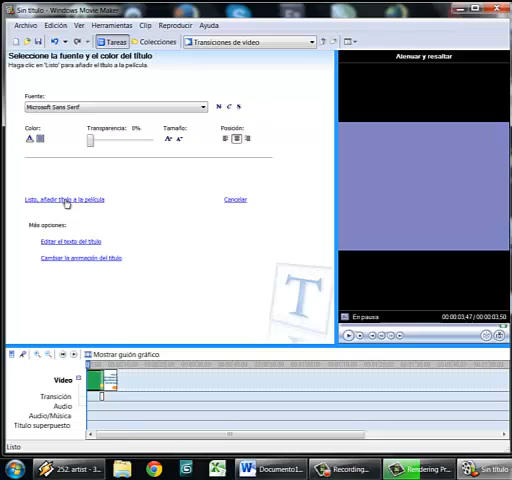 Sin título - Windows Movie Maker
Archivo Edición Ver Herramientas Clip Reproducir Ayuda
Tareas Colecciones Transiciones de vídeo
Seleccione la fuente y el color del título
Haga clic en 'Listo' para añadir el título a la película.
Alenuar y resaltar
Fuente:
Microsoft Sans Serif
N C S
Color: Transparencia: 0% Tamaño: Posición:
Listo, añadir título a la película Cancelar
Más opciones:
Editar el texto del título
Cambiar la animación del título
T
En pausa 00:00:03,47 / 00:00:03,50
Mostrar guión gráfico
Vídeo
Transición
Audio
Audio/Música
Título superpuesto
Listo
252. artist - 3... Documento1... Recording... Rendering Pr... Sin título -